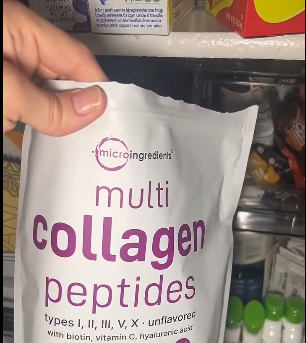 microingredients
multi
collagen
peptides
types I, II, III, V, X · unflavored
with biotin, vitamin C, hyaluronic acid